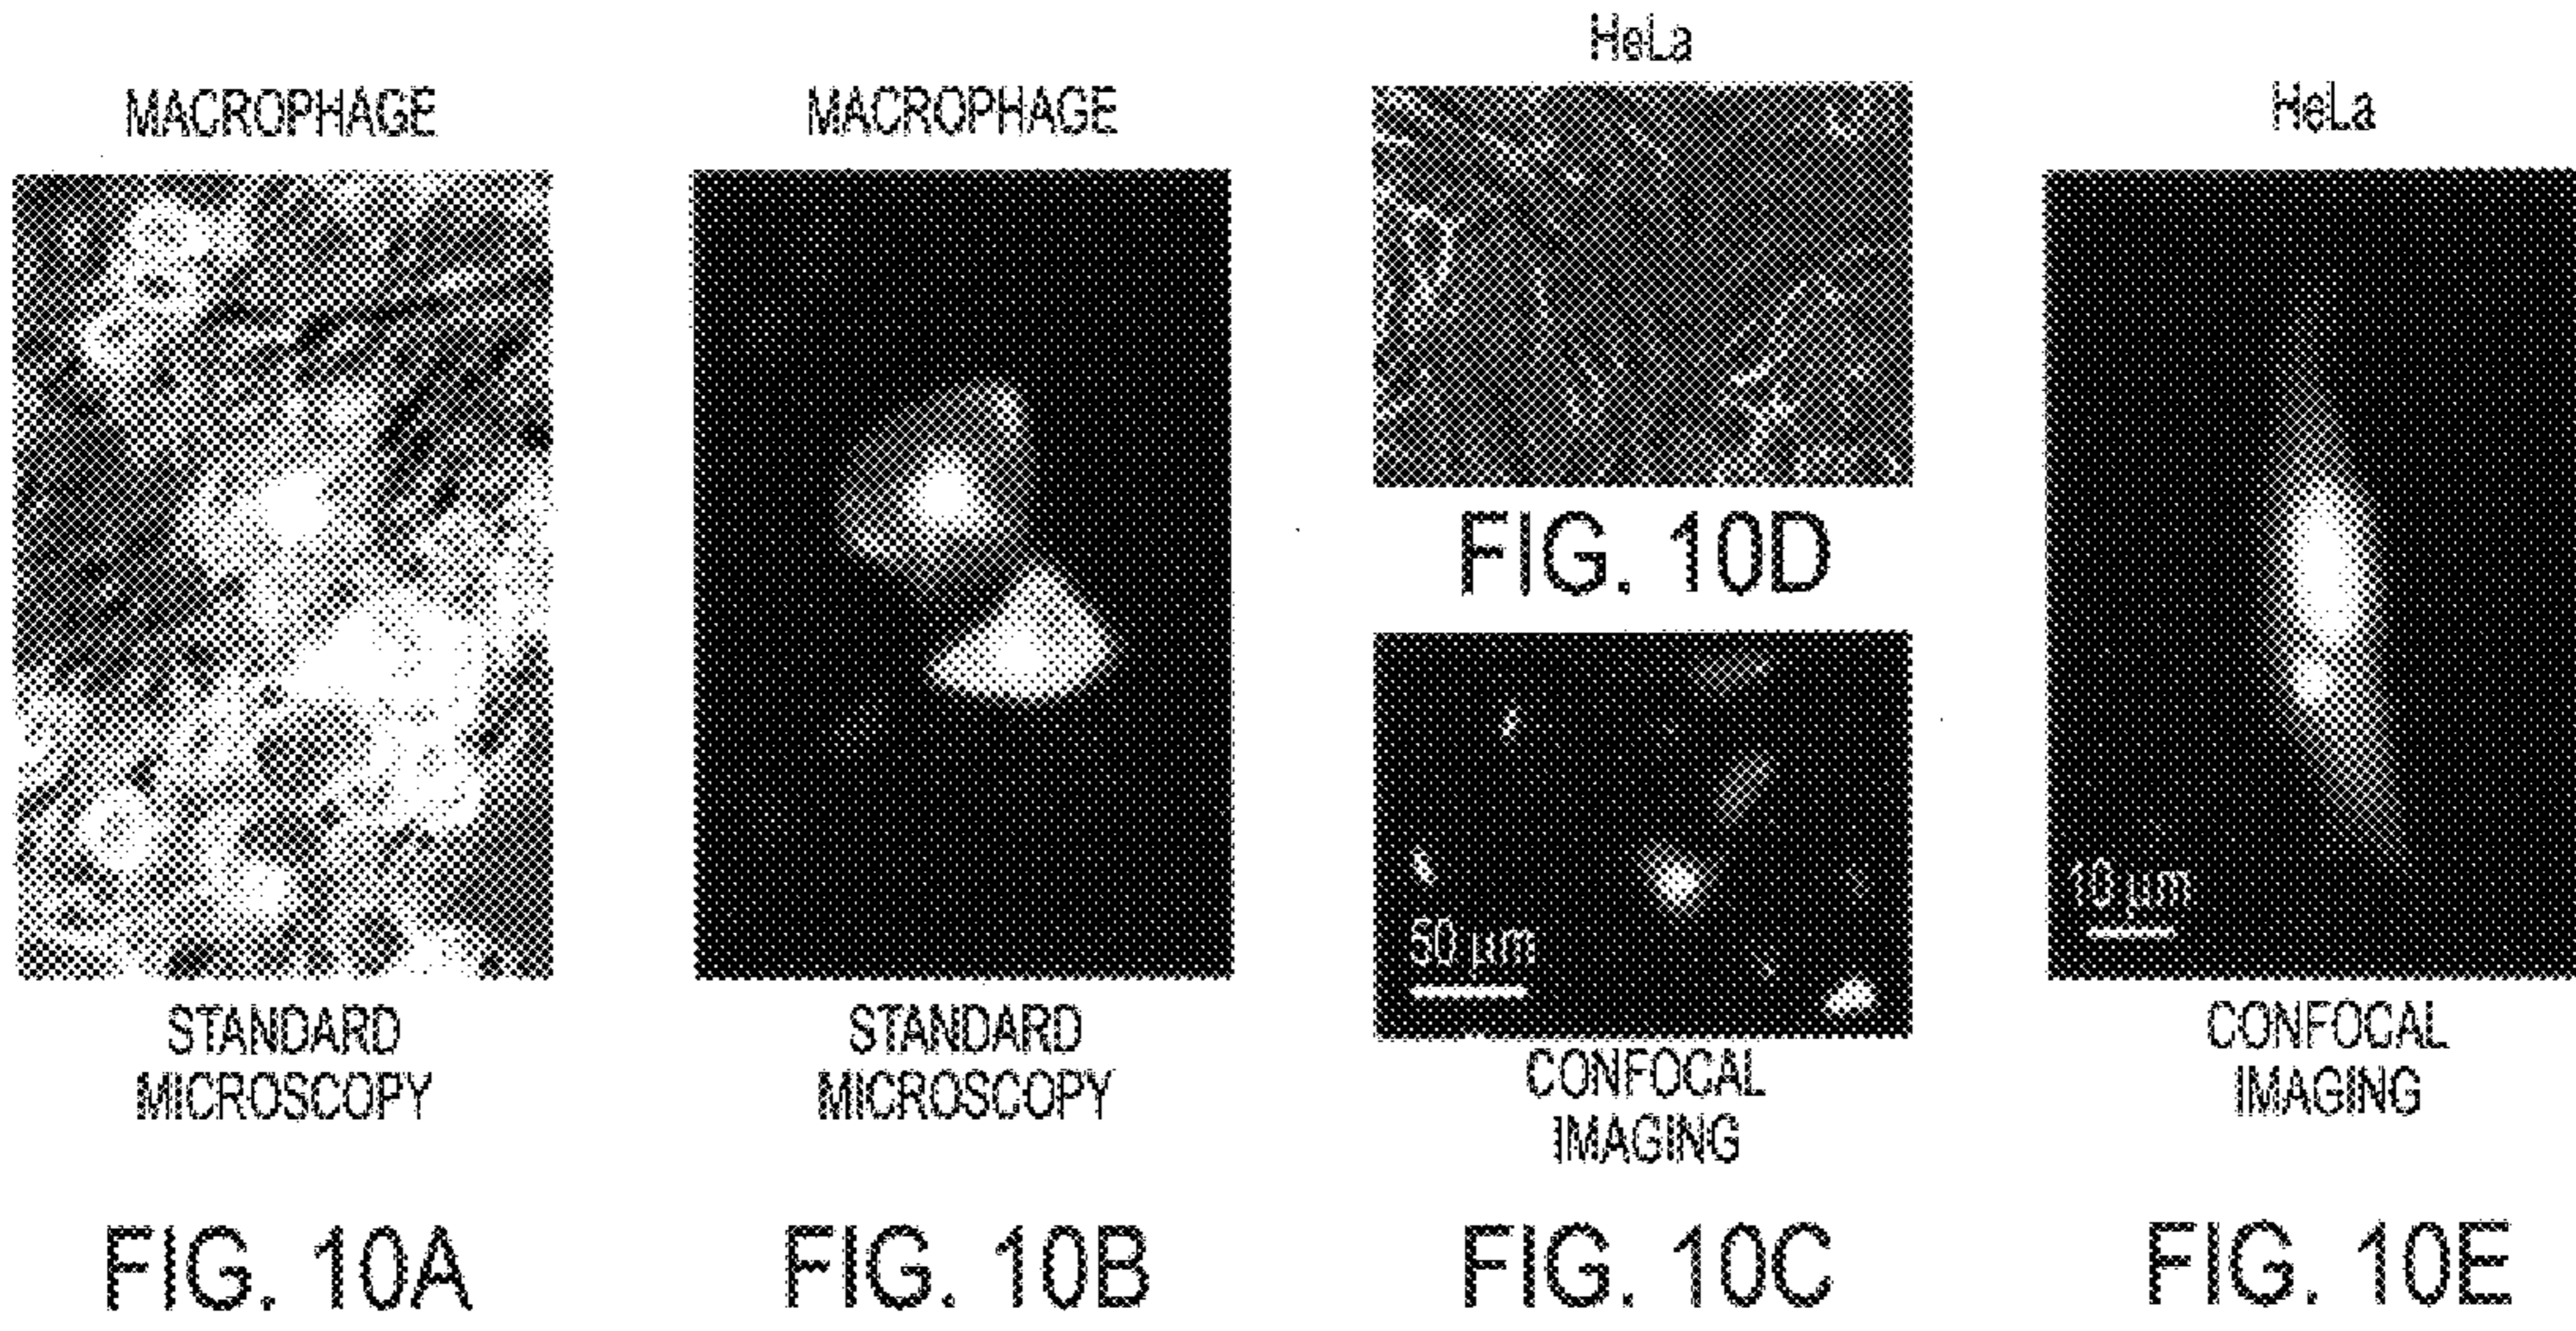 MACROPHAGE
STANDARD
MICROSCOPY
FIG. 10A
MACROPHAGE
STANDARD
MICROSCOPY
FIG. 10B
HeLa
FIG. 10D
50 μm
CONFOCAL
IMAGING
FIG. 10C
HeLa
10 μm
CONFOCAL
IMAGING
FIG. 10E